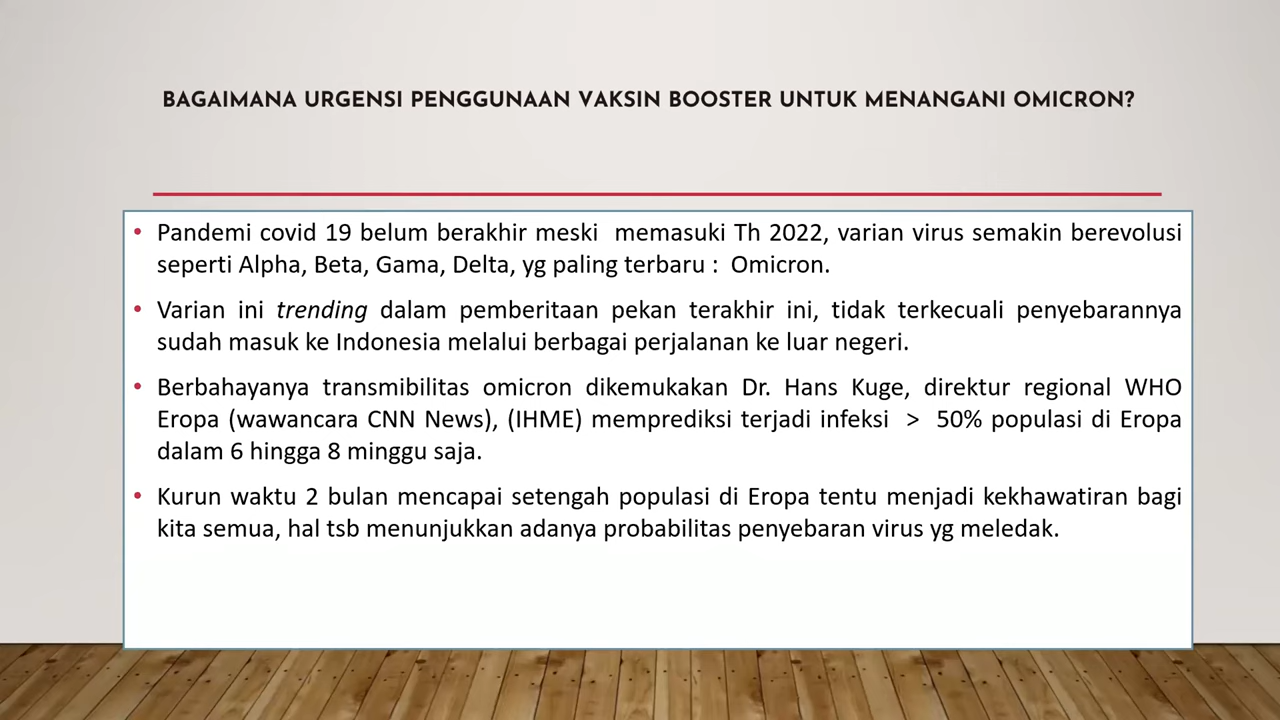 BAGAIMANA URGENSI PENGGUNAAN VAKSIN BOOSTER UNTUK MENANGANI OMICRON?
• Pandemi covid 19 belum berakhir meski  memasuki Th 2022, varian virus semakin berevolusi
seperti Alpha, Beta, Gama, Delta, yg paling terbaru :  Omicron.
• Varian ini trending dalam pemberitaan pekan terakhir ini, tidak terkecuali penyebarannya
sudah masuk ke Indonesia melalui berbagai perjalanan ke luar negeri.
• Berbahayanya transmibilitas omicron dikemukakan Dr. Hans Kuge, direktur regional WHO
Eropa (wawancara CNN News), (IHME) memprediksi terjadi infeksi  >  50% populasi di Eropa
dalam 6 hingga 8 minggu saja.
• Kurun waktu 2 bulan mencapai setengah populasi di Eropa tentu menjadi kekhawatiran bagi
kita semua, hal tsb menunjukkan adanya probabilitas penyebaran virus yg meledak.